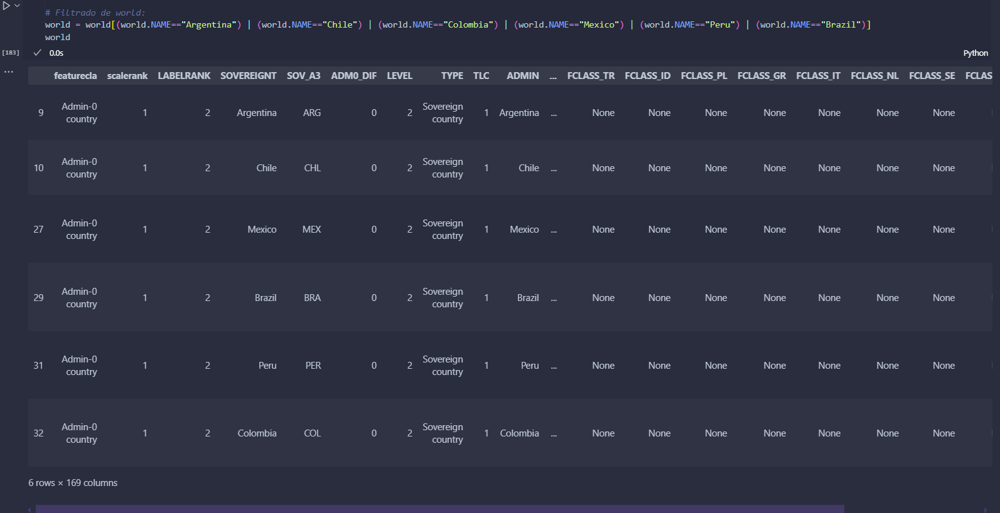 # Filtrado de world:
world = world[(world.NAME=="Argentina") | (world.NAME=="Chile") | (world.NAME=="Colombia") | (world.NAME=="Mexico") | (world.NAME=="Peru") | (world.NAME=="Brazil")]
world
[183] 0.0s Python
...
featurecla scalerank LABELRANK SOVEREIGNT SOV_A3 ADM0_DIF LEVEL TYPE TLC ADMIN ... FCLASS_TR FCLASS_ID FCLASS_PL FCLASS_GR FCLASS_IT FCLASS_NL FCLASS_SE FCLAS
9 Admin-0 country 1 2 Argentina ARG 0 2 Sovereign country 1 Argentina ... None None None None None None None
10 Admin-0 country 1 2 Chile CHL 0 2 Sovereign country 1 Chile ... None None None None None None None
27 Admin-0 country 1 2 Mexico MEX 0 2 Sovereign country 1 Mexico ... None None None None None None None
29 Admin-0 country 1 2 Brazil BRA 0 2 Sovereign country 1 Brazil ... None None None None None None None
31 Admin-0 country 1 2 Peru PER 0 2 Sovereign country 1 Peru ... None None None None None None None
32 Admin-0 country 1 2 Colombia COL 0 2 Sovereign country 1 Colombia ... None None None None None None None
6 rows × 169 columns